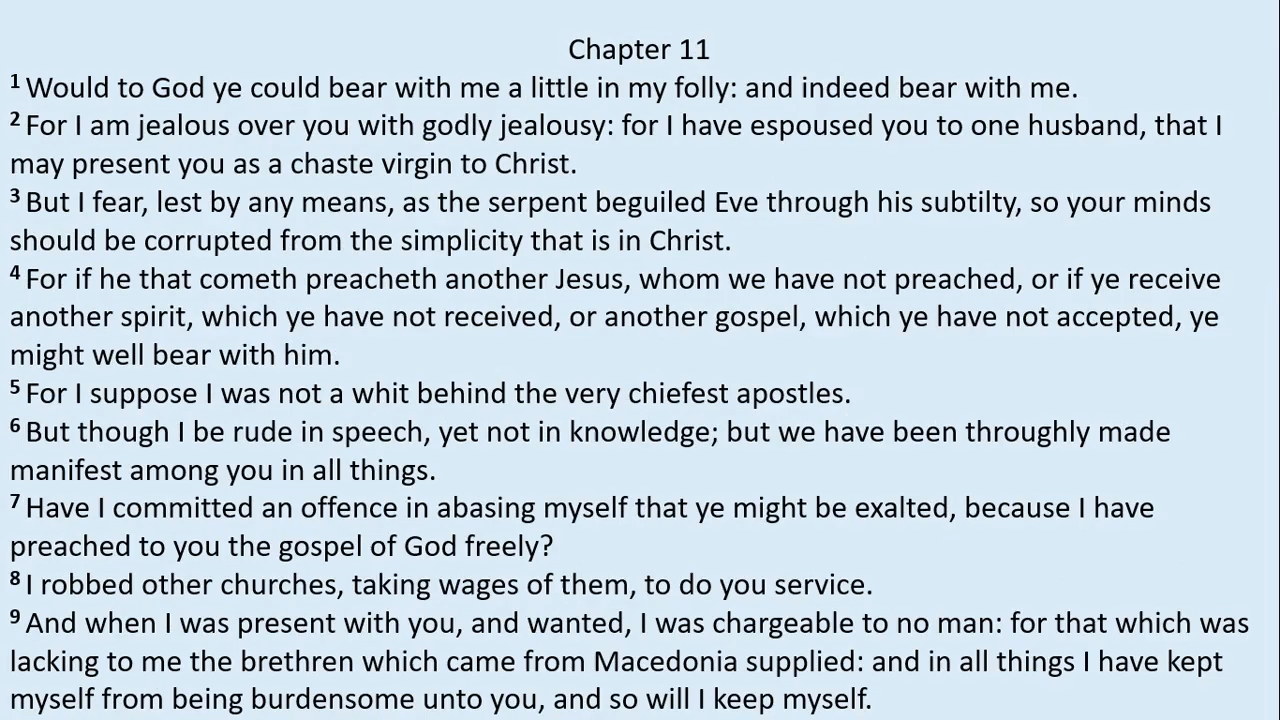 Chapter 11
1 Would to God ye could bear with me a little in my folly: and indeed bear with me.
2 For I am jealous over you with godly jealousy: for I have espoused you to one husband, that I
may present you as a chaste virgin to Christ.
3 But I fear, lest by any means, as the serpent beguiled Eve through his subtilty, so your minds
should be corrupted from the simplicity that is in Christ.
4 For if he that cometh preacheth another Jesus, whom we have not preached, or if ye receive
another spirit, which ye have not received, or another gospel, which ye have not accepted, ye
might well bear with him.
5 For I suppose I was not a whit behind the very chiefest apostles.
6 But though I be rude in speech, yet not in knowledge; but we have been throughly made
manifest among you in all things.
7 Have I committed an offence in abasing myself that ye might be exalted, because I have
preached to you the gospel of God freely?
8 I robbed other churches, taking wages of them, to do you service.
9 And when I was present with you, and wanted, I was chargeable to no man: for that which was
lacking to me the brethren which came from Macedonia supplied: and in all things I have kept
myself from being burdensome unto you, and so will I keep myself.